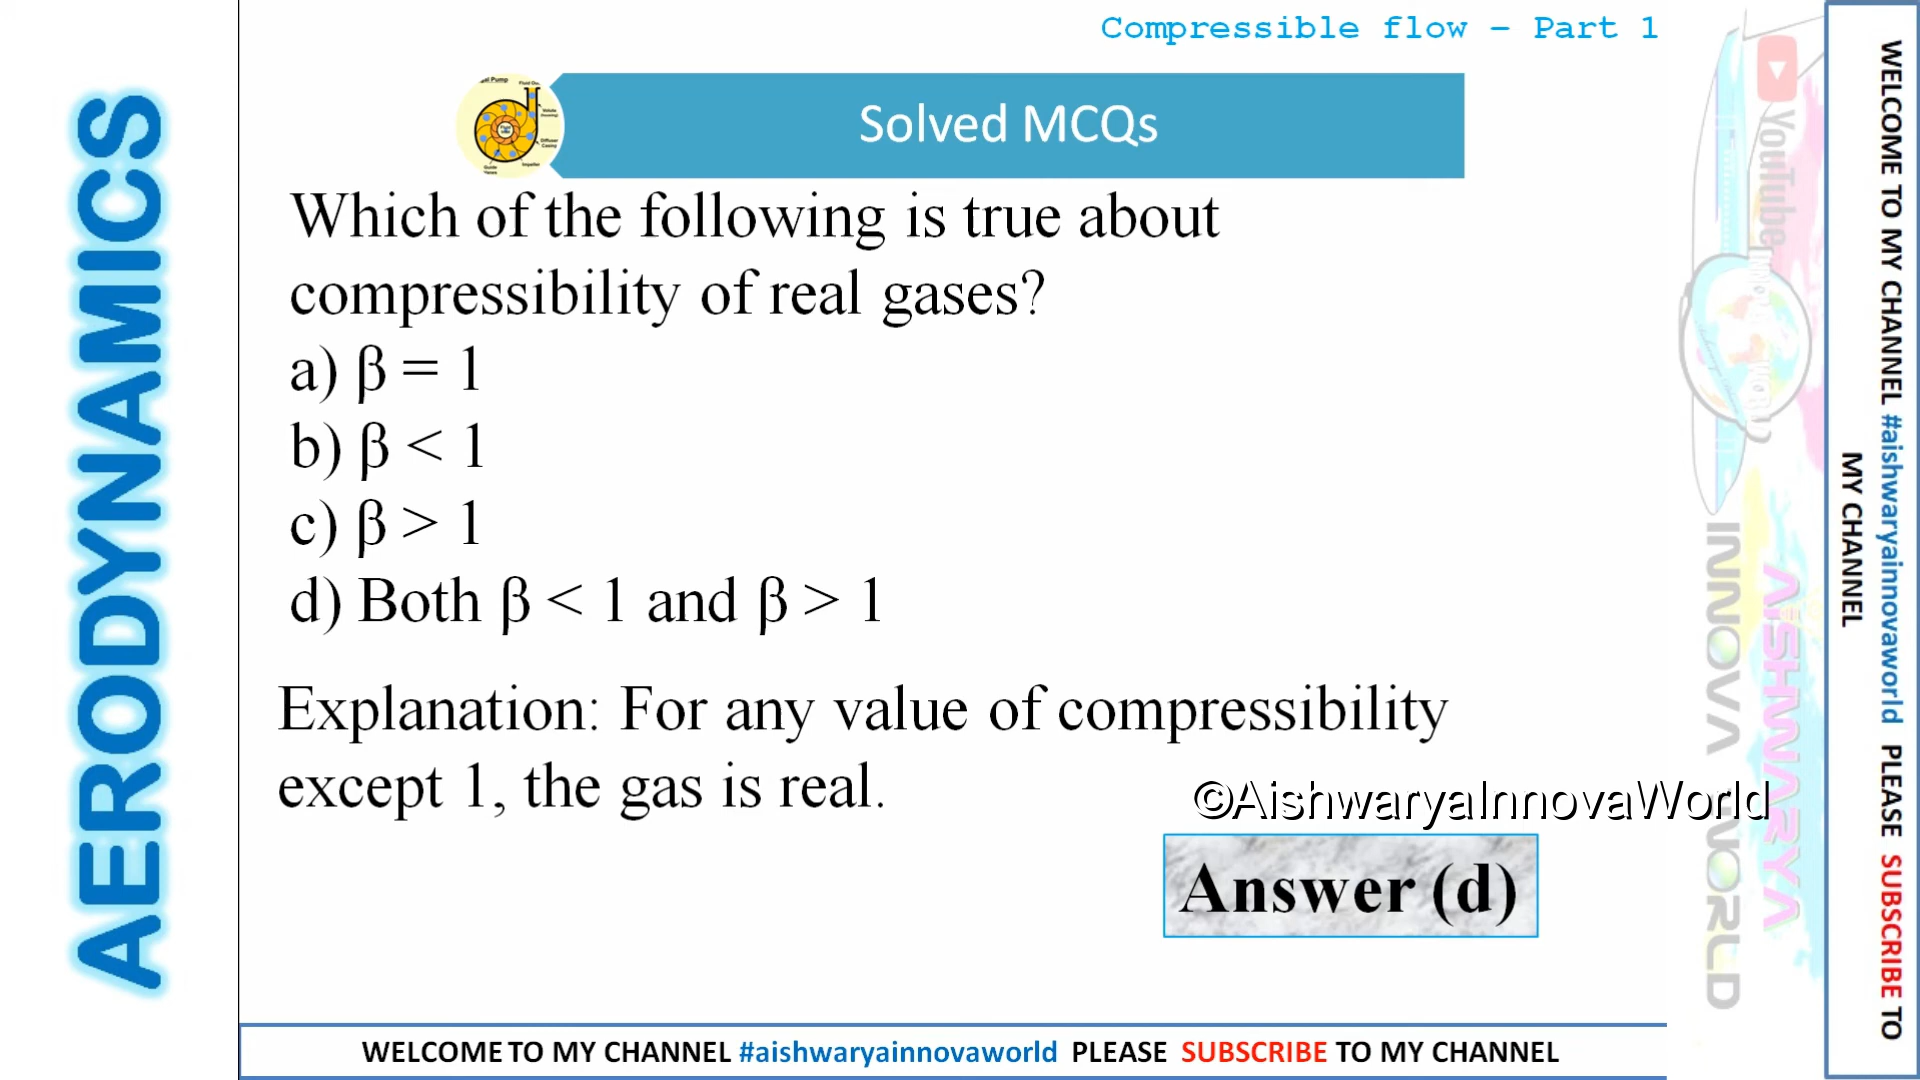 Compressible flow – Part 1
AERODYNAMICS
Solved MCQs
Which of the following is true about
compressibility of real gases?
a) β = 1
b) β < 1
c) β > 1
d) Both β < 1 and β > 1
Explanation: For any value of compressibility
except 1, the gas is real.
©AishwaryaInnovaWorld
Answer (d)
WELCOME TO MY CHANNEL #aishwaryainnovaworld PLEASE SUBSCRIBE TO MY CHANNEL
YouTube
INNOVA WORLD
AISHWARYA
WELCOME TO MY CHANNEL #aishwaryainnovaworld PLEASE SUBSCRIBE TO
MY CHANNEL